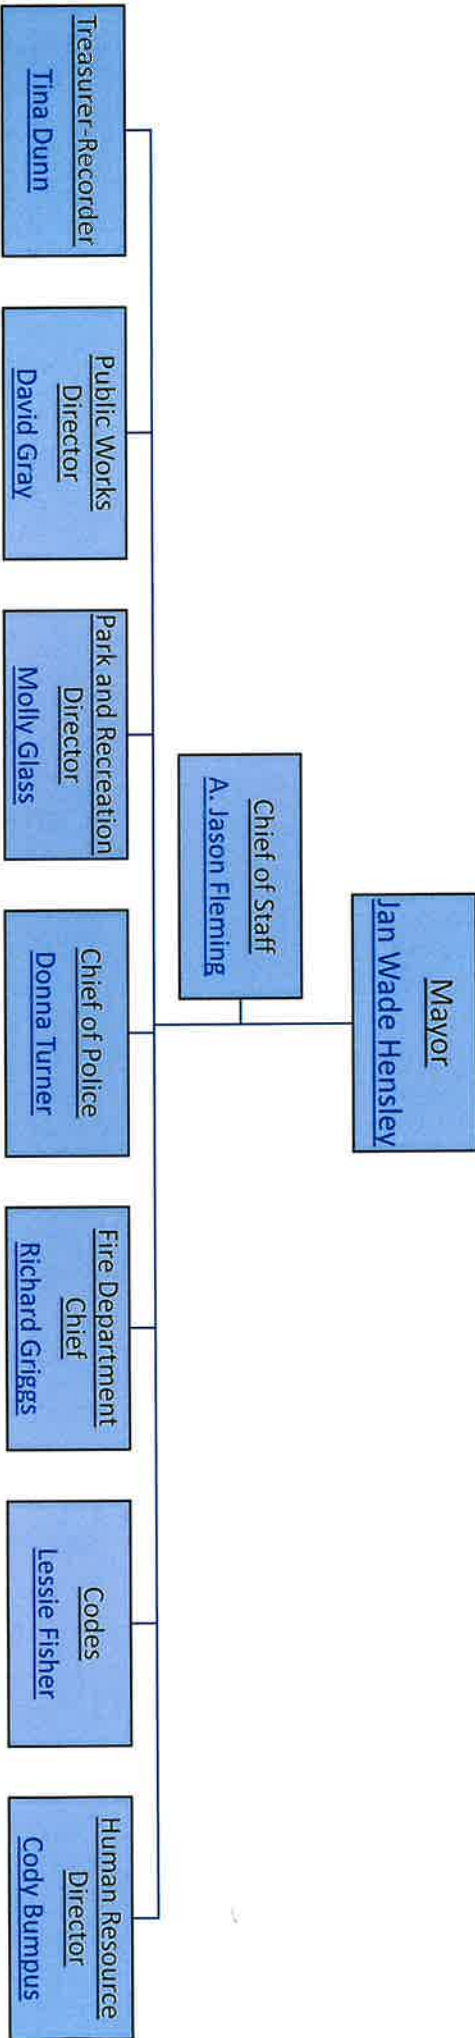 Mayor
Jan Wade Hensley
Chief of Staff
A. Jason Fleming
Treasurer-Recorder
Tina Dunn
Public Works
Director
David Gray
Park and Recreation
Director
Molly Glass
Chief of Police
Donna Turner
Fire Department
Chief
Richard Griggs
Codes
Lessie Fisher
Human Resource
Director
Cody Bumpus